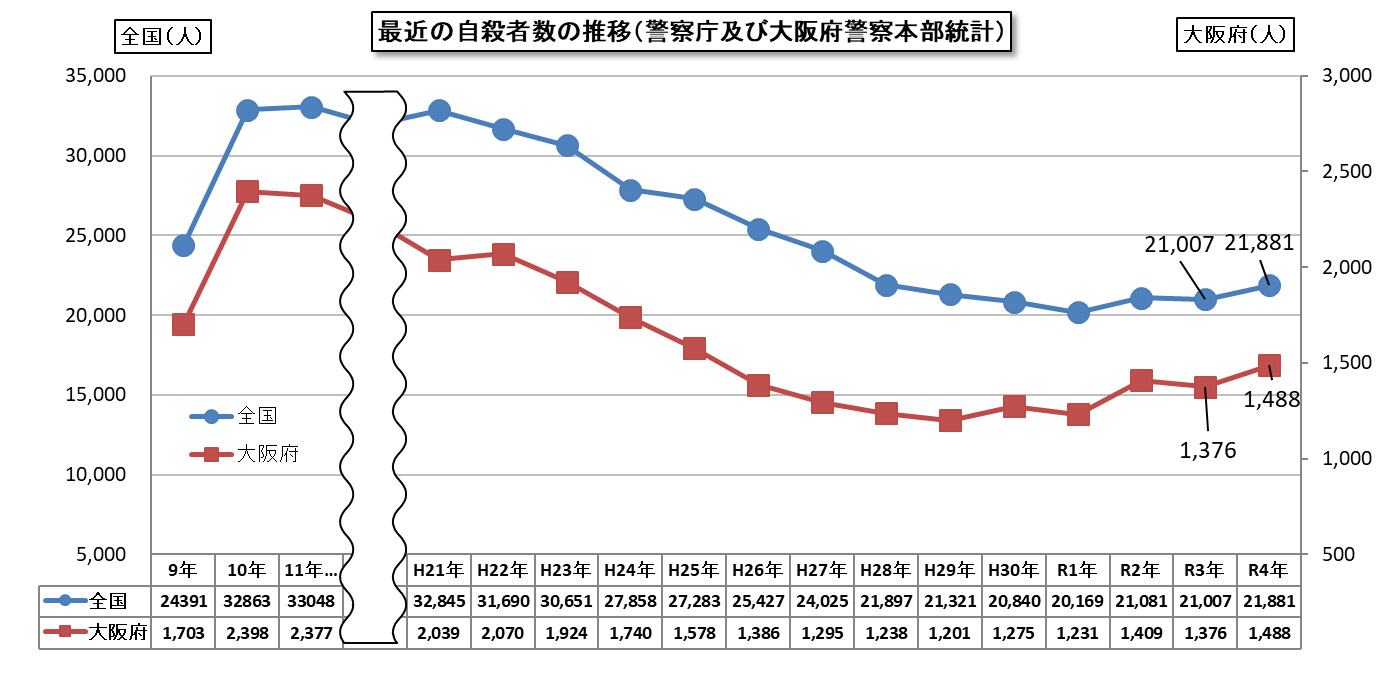 最近の自殺者数の推移（警察庁及び大阪府警察本部統計）
全国(人)
大阪府(人)
35,000
30,000
25,000
20,000
15,000
10,000
5,000
3,000
2,500
2,000
1,500
1,000
500
21,007
21,881
1,376
1,488
全国
大阪府
9年 10年 11年… H21年 H22年 H23年 H24年 H25年 H26年 H27年 H28年 H29年 H30年 R1年 R2年 R3年 R4年
全国 24391 32863 33048 32,845 31,690 30,651 27,858 27,283 25,427 24,025 21,897 21,321 20,840 20,169 21,081 21,007 21,881
大阪府 1,703 2,398 2,377 2,039 2,070 1,924 1,740 1,578 1,386 1,295 1,238 1,201 1,275 1,231 1,409 1,376 1,488